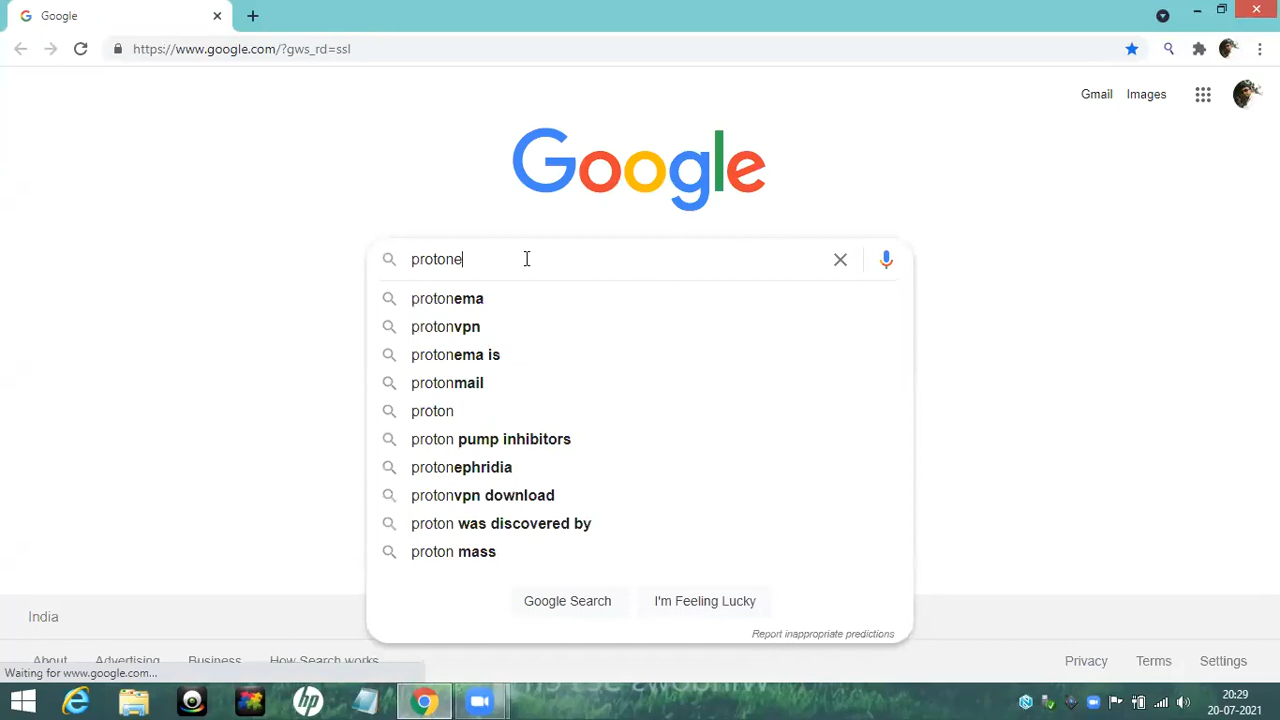 Google
https://www.google.com/?gws_rd=ssl
Gmail Images
Google
protone
protonema
protonvpn
protonema is
protonmail
proton
proton pump inhibitors
protonephridia
protonvpn download
proton was discovered by
proton mass
Google Search I'm Feeling Lucky
Report inappropriate predictions
India
About Advertising Business How Search works
Privacy Terms Settings
Waiting for www.google.com...
20:29
20-07-2021